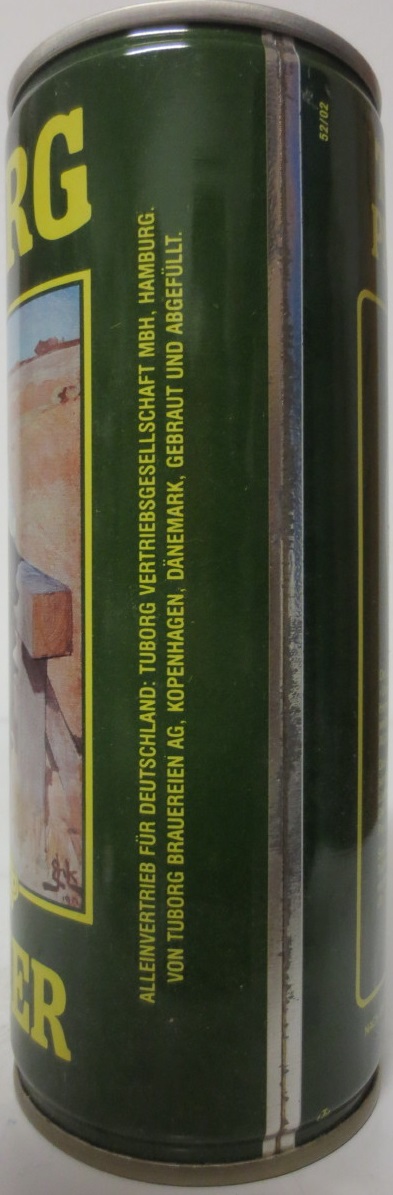 RG
ALLEINVERTRIEB FÜR DEUTSCHLAND: TUBORG VERTRIEBSGESELLSCHAFT MBH, HAMBURG.
VON TUBORG BRAUEREIEN AG, KOPENHAGEN, DÄNEMARK, GEBRAUT UND ABGEFÜLLT.
52/02
ER